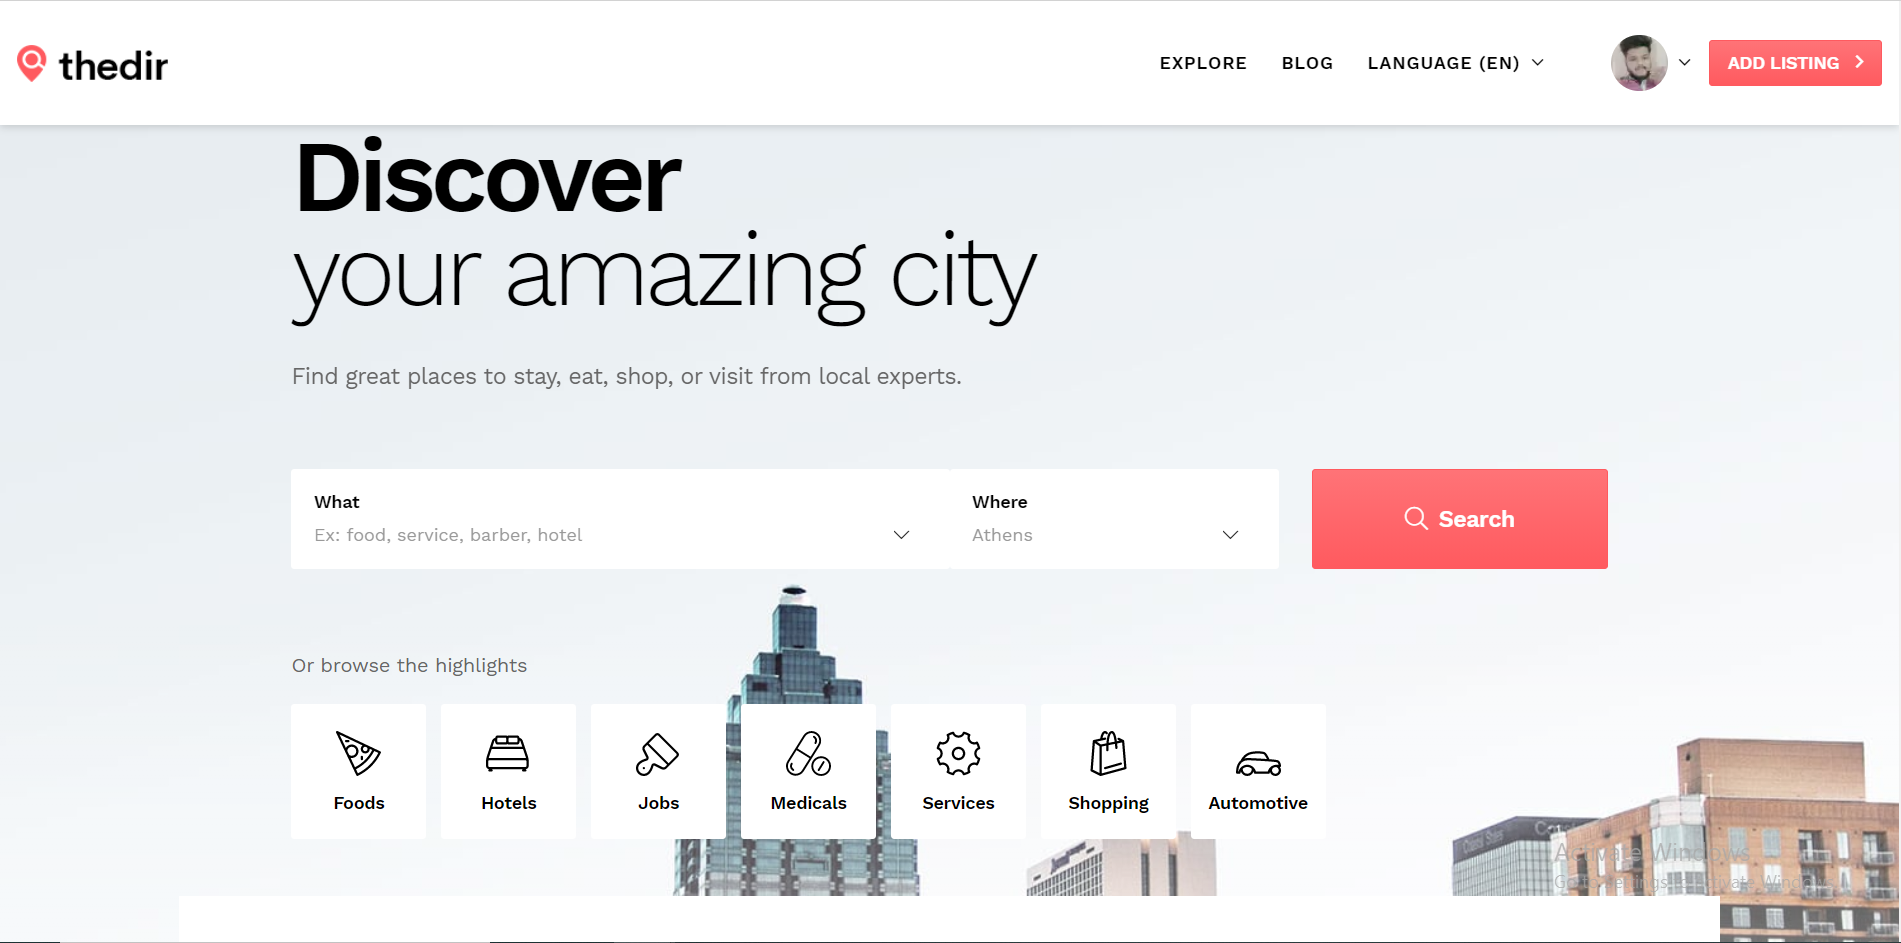 thedir
EXPLORE BLOG LANGUAGE (EN)
ADD LISTING
Discover
your amazing city
Find great places to stay, eat, shop, or visit from local experts.
What
Ex: food, service, barber, hotel
Where
Athens
Search
Or browse the highlights
Foods
Hotels
Jobs
Medicals
Services
Shopping
Automotive
Activate Windows
Go to Settings to activate Windows.